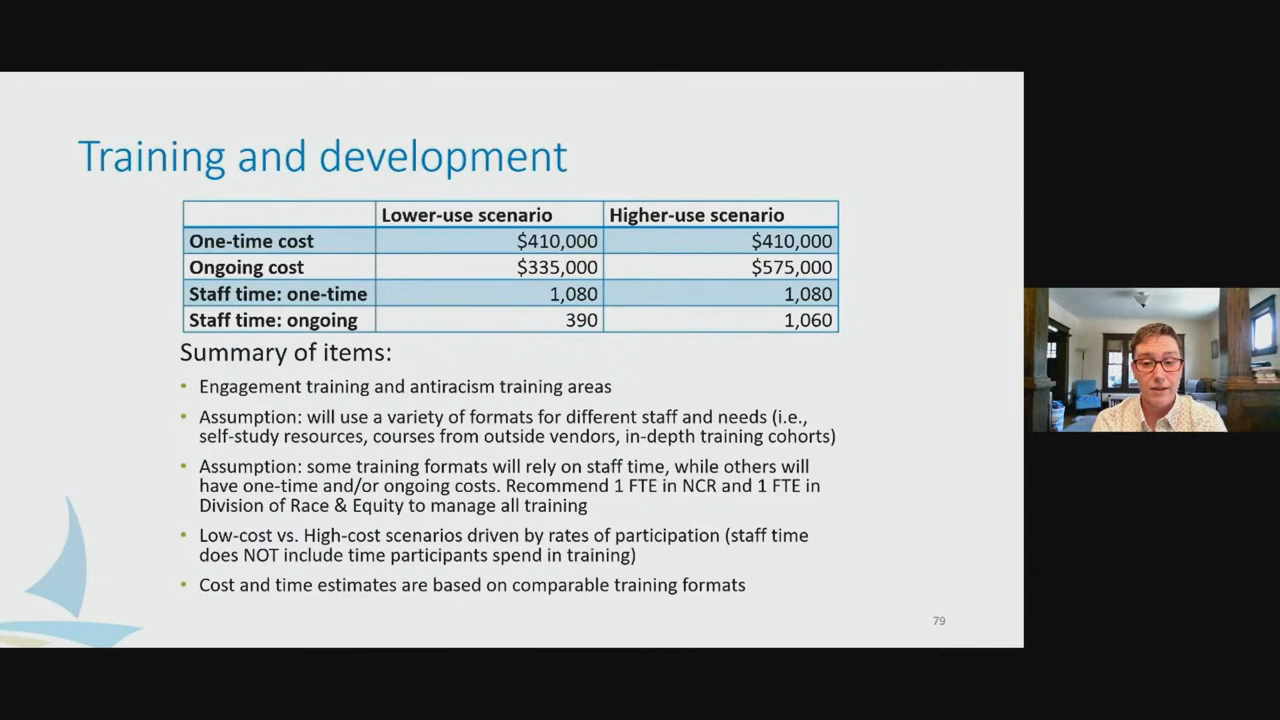 Training and development
Lower-use scenario Higher-use scenario
One-time cost $410,000 $410,000
Ongoing cost $335,000 $575,000
Staff time: one-time 1,080 1,080
Staff time: ongoing 390 1,060
Summary of items:
• Engagement training and antiracism training areas
• Assumption: will use a variety of formats for different staff and needs (i.e.,
self-study resources, courses from outside vendors, in-depth training cohorts)
• Assumption: some training formats will rely on staff time, while others will
have one-time and/or ongoing costs. Recommend 1 FTE in NCR and 1 FTE in
Division of Race & Equity to manage all training
• Low-cost vs. High-cost scenarios driven by rates of participation (staff time
does NOT include time participants spend in training)
• Cost and time estimates are based on comparable training formats
79